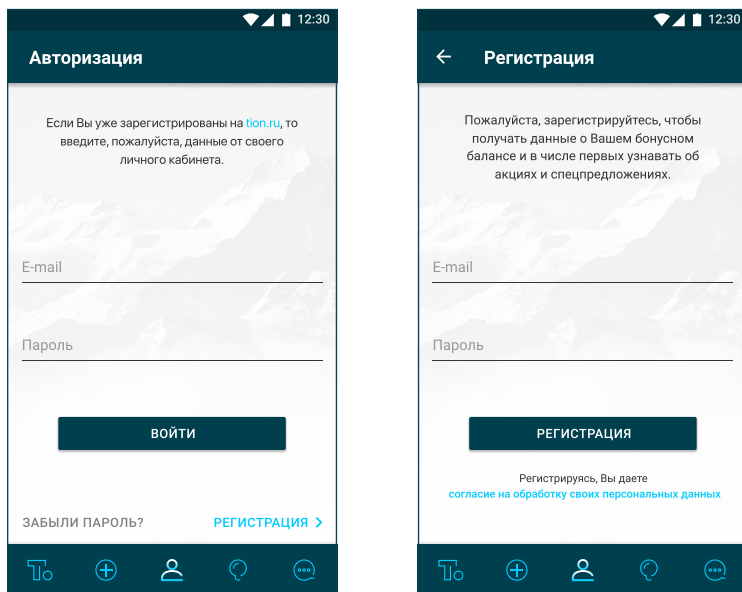 12:30
Авторизация
Если Вы уже зарегистрированы на tion.ru, то
введите, пожалуйста, данные от своего
личного кабинета.
E-mail
Пароль
ВОЙТИ
ЗАБЫЛИ ПАРОЛЬ?
РЕГИСТРАЦИЯ
To
12:30
Регистрация
Пожалуйста, зарегистрируйтесь, чтобы
получать данные о Вашем бонусном
балансе и в числе первых узнавать об
акциях и спецпредложениях.
E-mail
Пароль
РЕГИСТРАЦИЯ
Регистрируясь, Вы даете
согласие на обработку своих персональных данных
To